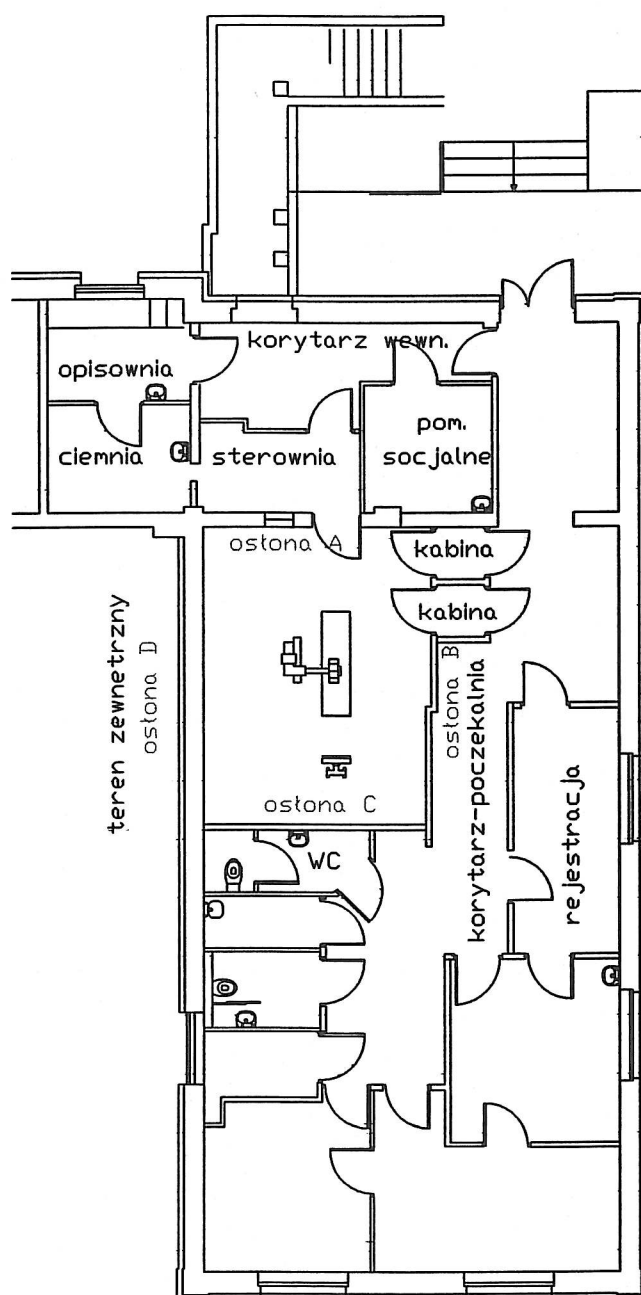 korytarz wewn.
opisownia
pom.
socjalne
ciemnia
sterownia
osłona A
kabina
kabina
teren zewnetrzny
osłona D
osłona B
korytarz-poczekalnia
rejestracja
osłona C
WC